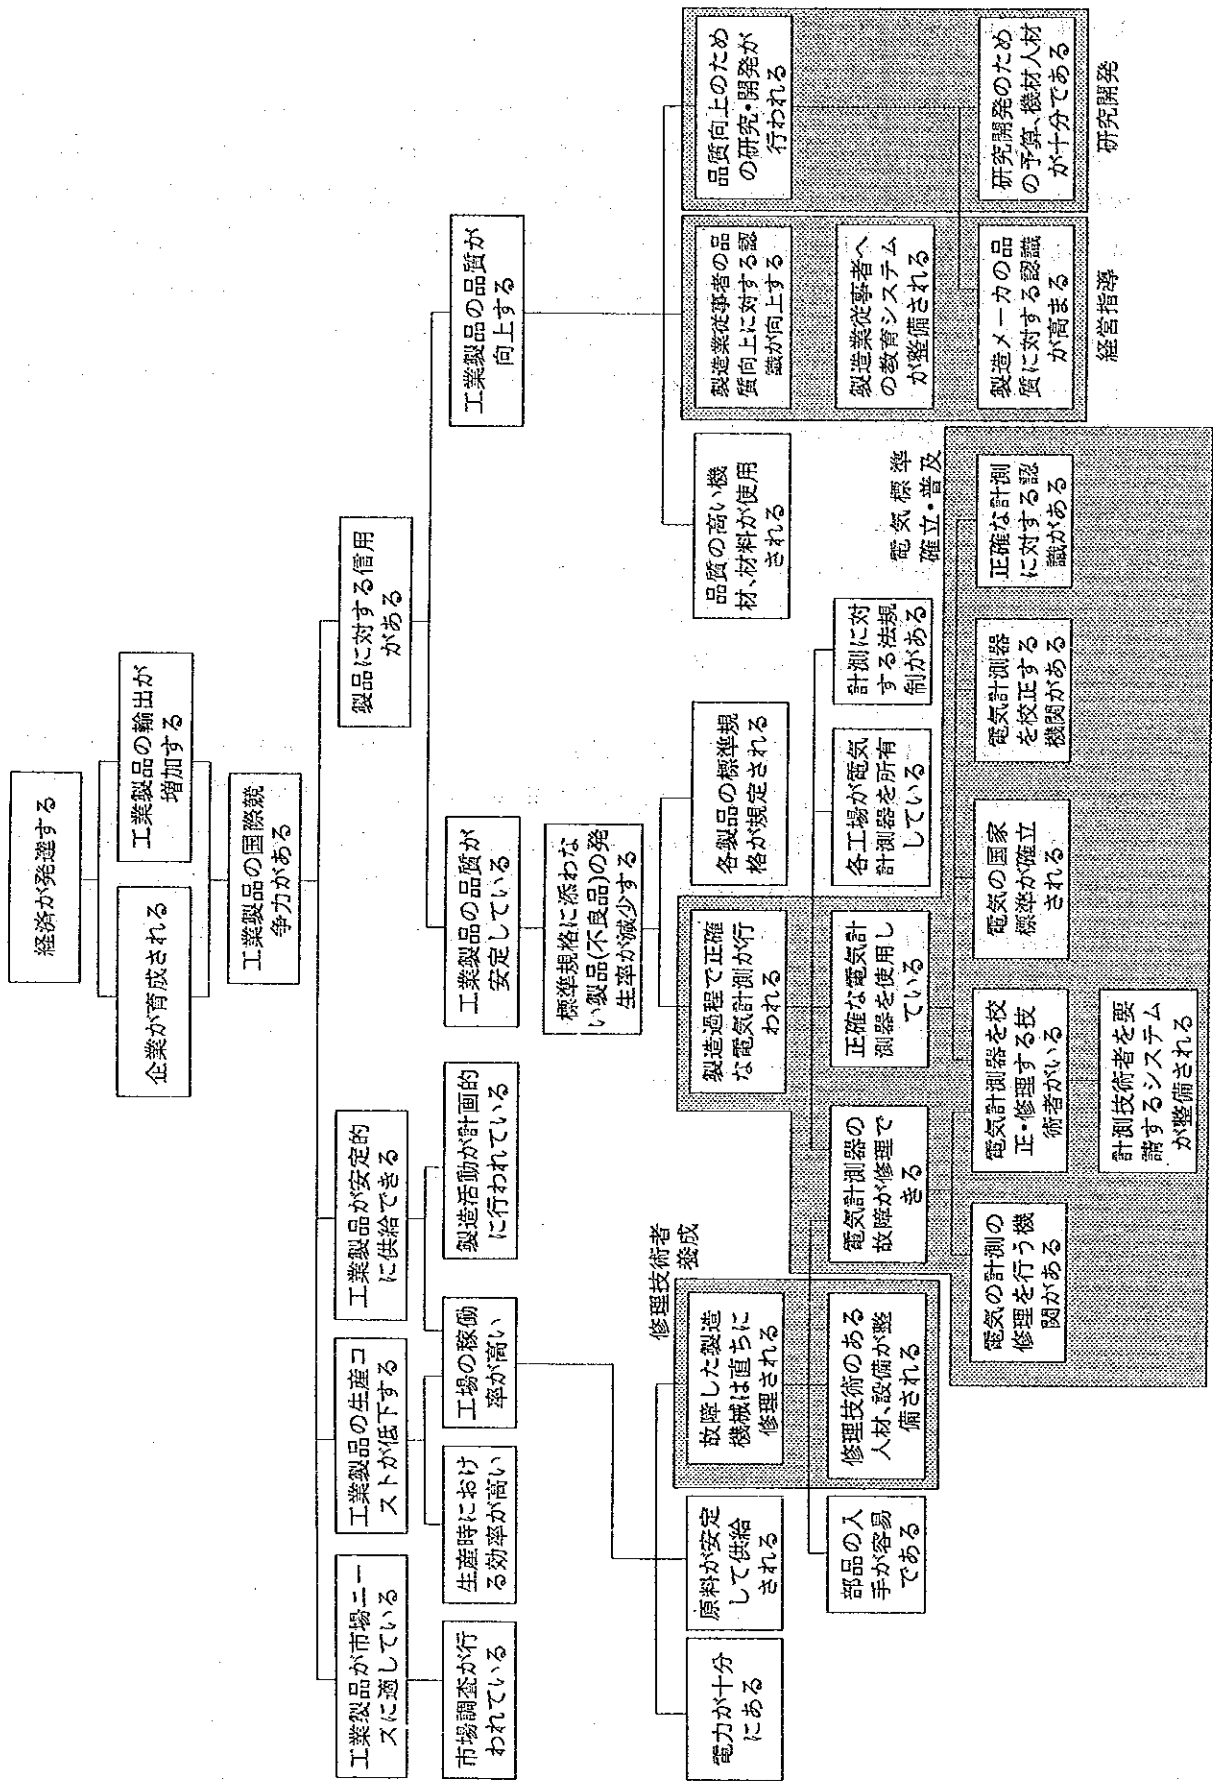 経済が発達する
企業が育成される
工業製品の輸出が
増加する
工業製品の国際競
争力がある
工業製品が市場ニー
ズに適している
工業製品の生産コ
ストが低下する
工業製品が安定的
に供給できる
製品に対する信用
がある
市場調査が行
われている
生産時におけ
る効率が高い
工場の稼働
率が高い
製造活動が計画的
に行われている
工業製品の品質が
安定している
工業製品の品質が
向上する
標準規格に添わな
い製品(不良品)の発
生率が減少する
修理技術者
養成
電力が十分
にある
原料が安定
して供給
される
故障した製造
機械は直ちに
修理される
製造過程で正確
な電気計測が行
われる
各製品の標準規
格が規定される
品質の高い機
材、材料が使用
される
製造業従事者の品
質向上に対する認
識が向上する
品質向上のため
の研究・開発が
行われる
部品の入
手が容易
である
修理技術のある
人材、設備が整
備される
電気計測器の
故障が修理で
きる
正確な電気計
測器を使用し
ている
各工場が電気
計測器を所有
している
計測に対
する法規
制がある
製造業従事者へ
の教育システム
が整備される
電気標準
確立・普及
電気の計測の
修理を行う機
関がある
電気計測器を校
正・修理する技
術者がいる
電気の国家
標準が確立
される
電気計測器
を校正する
機関がある
正確な計測
に対する認
識がある
製造メーカの品
質に対する認識
が高まる
研究開発のため
の予算、機材人材
が十分である
計測技術者を要
請するシステム
が整備される
経営指導
研究開発